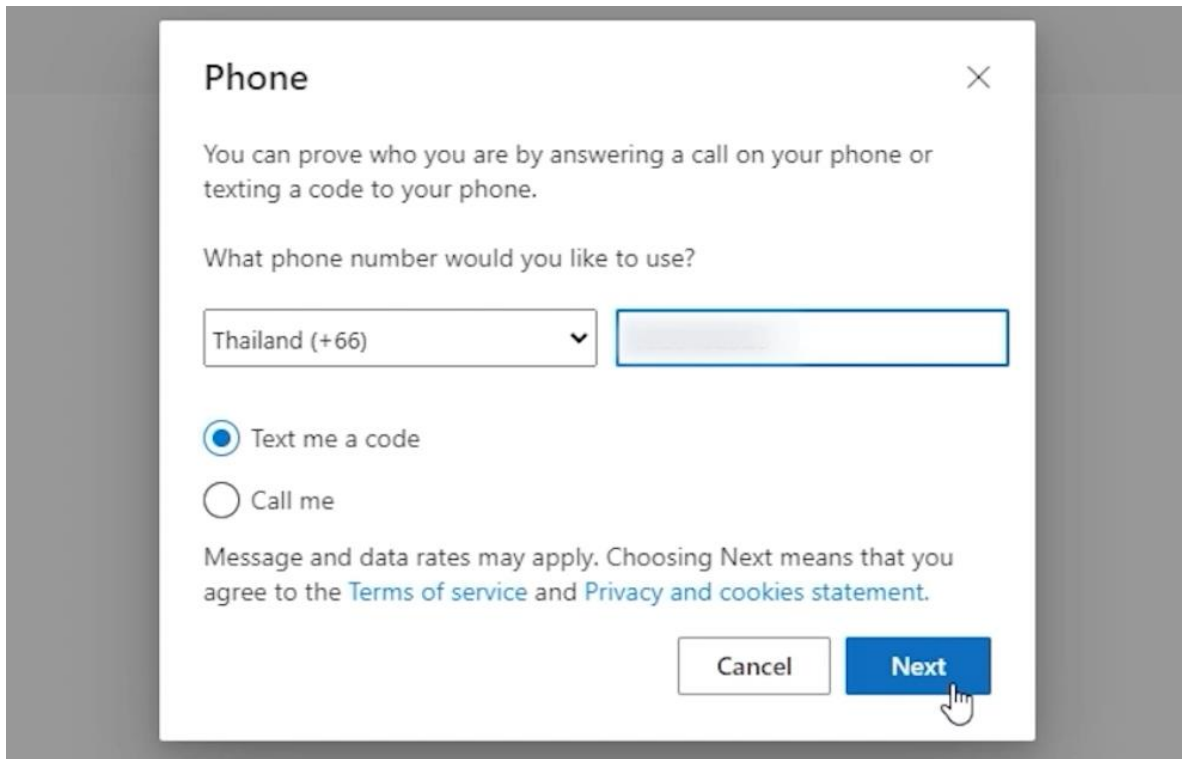 Phone
You can prove who you are by answering a call on your phone or
texting a code to your phone.
What phone number would you like to use?
Thailand (+66)
Text me a code
Call me
Message and data rates may apply. Choosing Next means that you
agree to the Terms of service and Privacy and cookies statement.
Cancel Next